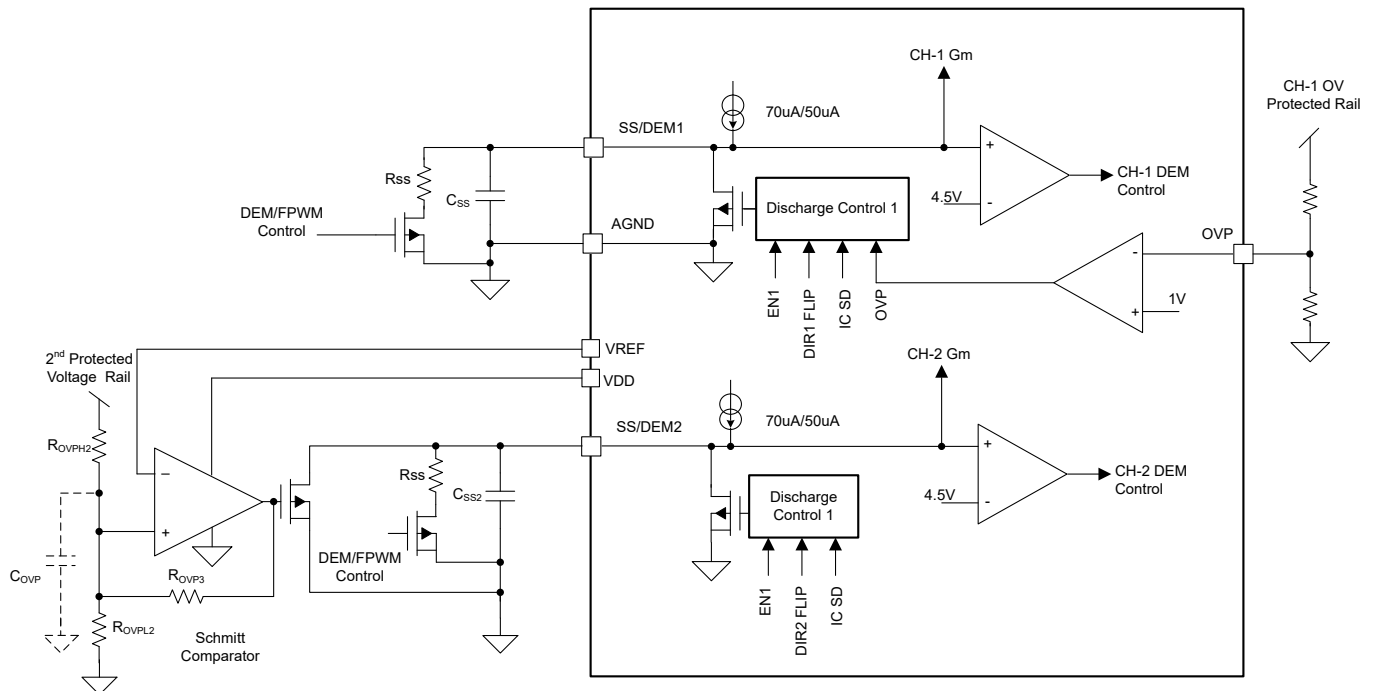 CH-1 Gm
70uA/50uA
SS/DEM1
CH-1 OV
Protected Rail
Rss
CSS
+
4.5V
-
CH-1 DEM
Control
DEM/FPWM
Control
Discharge Control 1
AGND
OVP
-
1V
+
EN1
DIR1 FLIP
IC SD
OVP
VREF
2nd Protected
Voltage Rail
VDD
CH-2 Gm
70uA/50uA
SS/DEM2
ROVPH2
−
+
Rss
CSS2
+
4.5V
-
CH-2 DEM
Control
Discharge
Control 1
DEM/FPWM
Control
COVP
ROVP3
ROVPL2
Schmitt
Comparator
EN1
DIR2 FLIP
IC SD